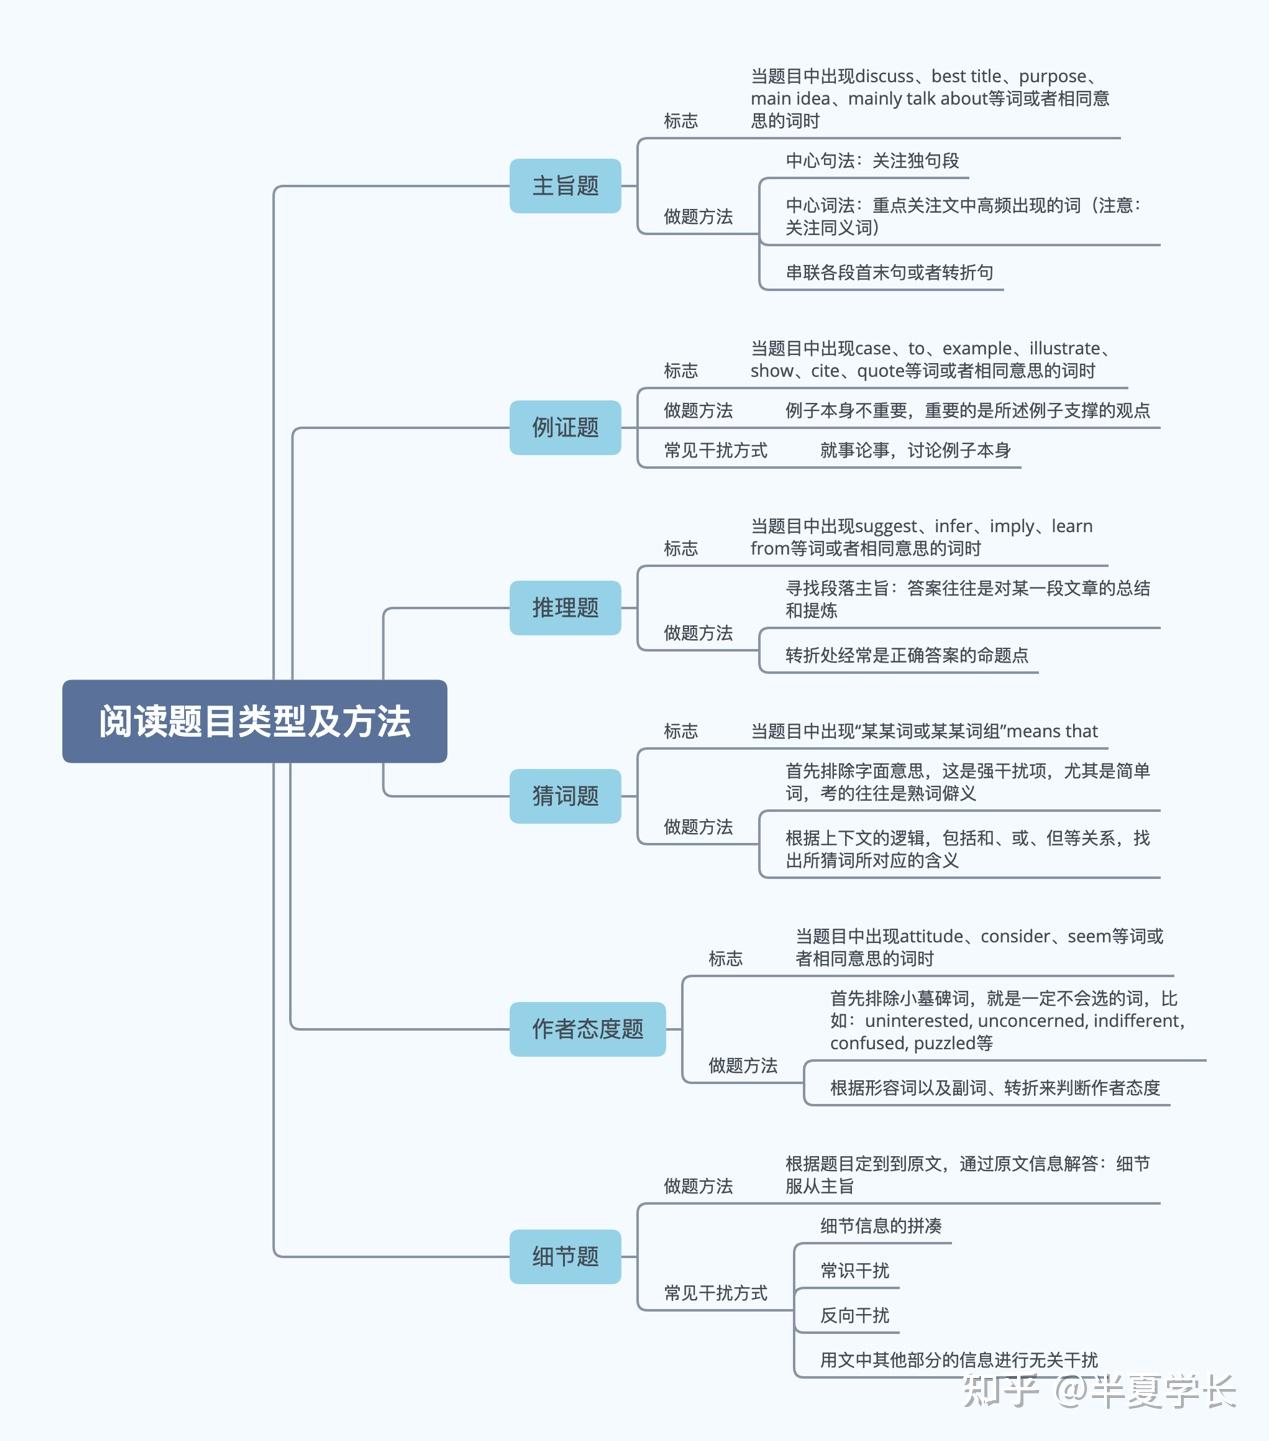 当题目中出现discuss、best title、purpose、
main idea、mainly talk about等词或者相同意
标志
思的词时
中心句法：关注独句段
主旨题
中心词法：重点关注文中高频出现的词（注意：
做题方法
关注同义词）
串联各段首末句或者转折句
当题目中出现case、to、example、illustrate、
标志
show、cite、quote等词或者相同意思的词时
做题方法
例子本身不重要，重要的是所述例子支撑的观点
例证题
常见干扰方式
就事论事，讨论例子本身
当题目中出现suggest、infer、imply、learn
标志
from等词或者相同意思的词时
寻找段落主旨：答案往往是对某一段文章的总结
和提炼
推理题
做题方法
转折处经常是正确答案的命题点
阅读题目类型及方法
标志
当题目中出现“某某词或某某词组”means that
首先排除字面意思，这是强干扰项，尤其是简单
词，考的往往是熟词僻义
猜词题
做题方法
根据上下文的逻辑，包括和、或、但等关系，找
出所猜词所对应的含义
当题目中出现attitude、consider、seem等词或
标志
者相同意思的词时
首先排除小墓碑词，就是一定不会选的词，比
如：uninterested, unconcerned, indifferent，
confused, puzzled等
作者态度题
做题方法
根据形容词以及副词、转折来判断作者态度
根据题目定到到原文，通过原文信息解答：细节
做题方法
服从主旨
细节信息的拼凑
细节题
常识干扰
常见干扰方式
反向干扰
用文中其他部分的信息进行无关干扰
知乎 @半夏学长